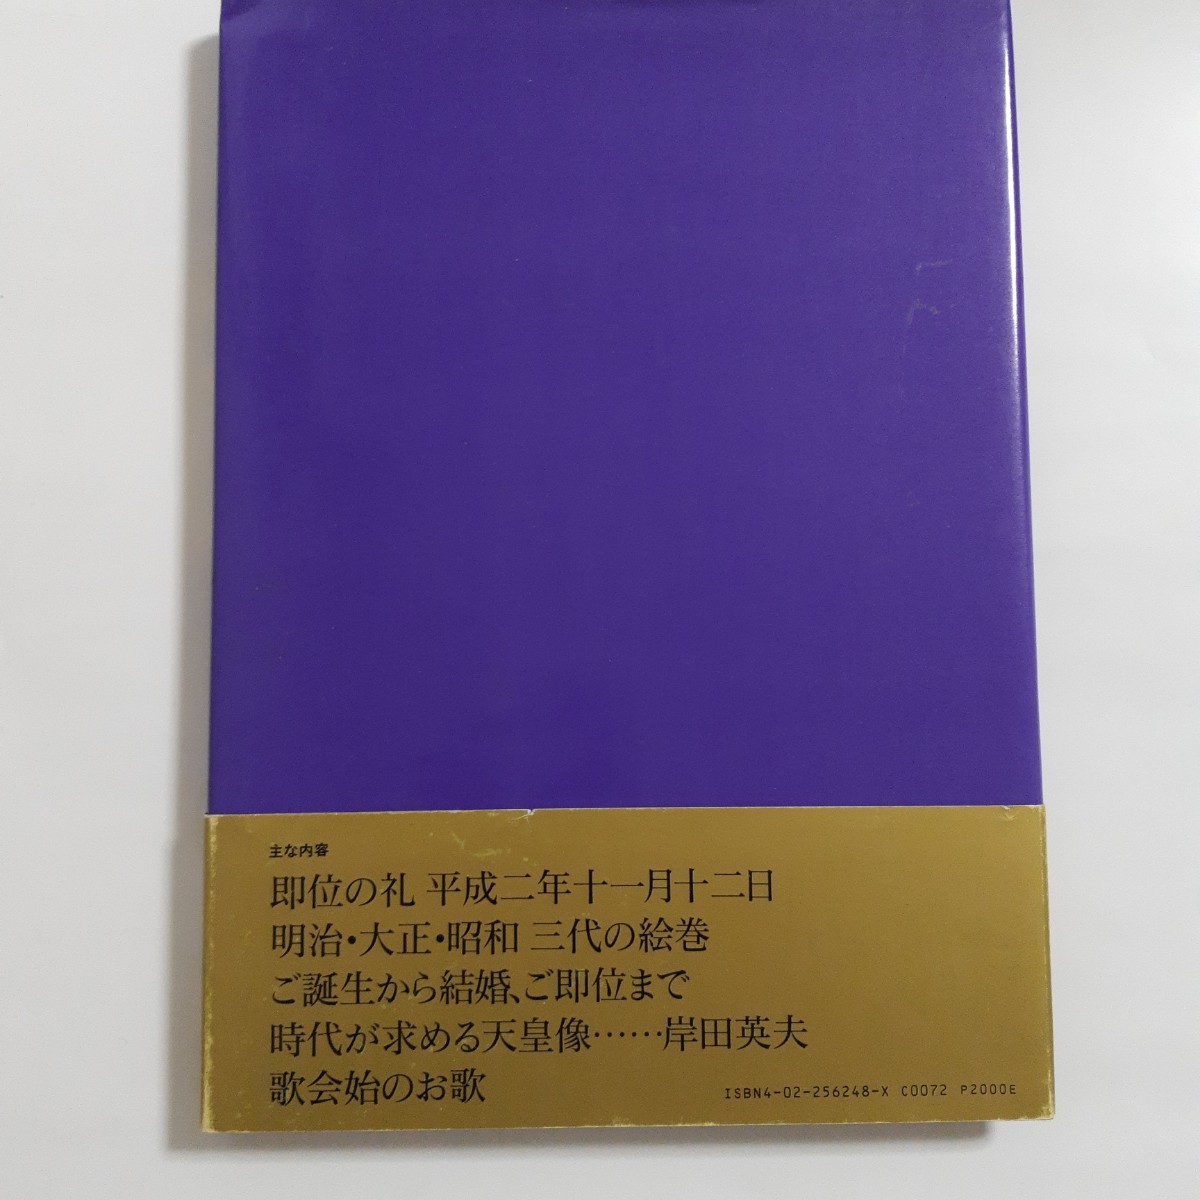 主な内容
即位の礼 平成二年十一月十二日
明治・大正・昭和 三代の絵巻
ご誕生から結婚、ご即位まで
時代が求める天皇像……岸田英夫
歌会始のお歌
ISBN4-02-256248-X C0072 P2000E